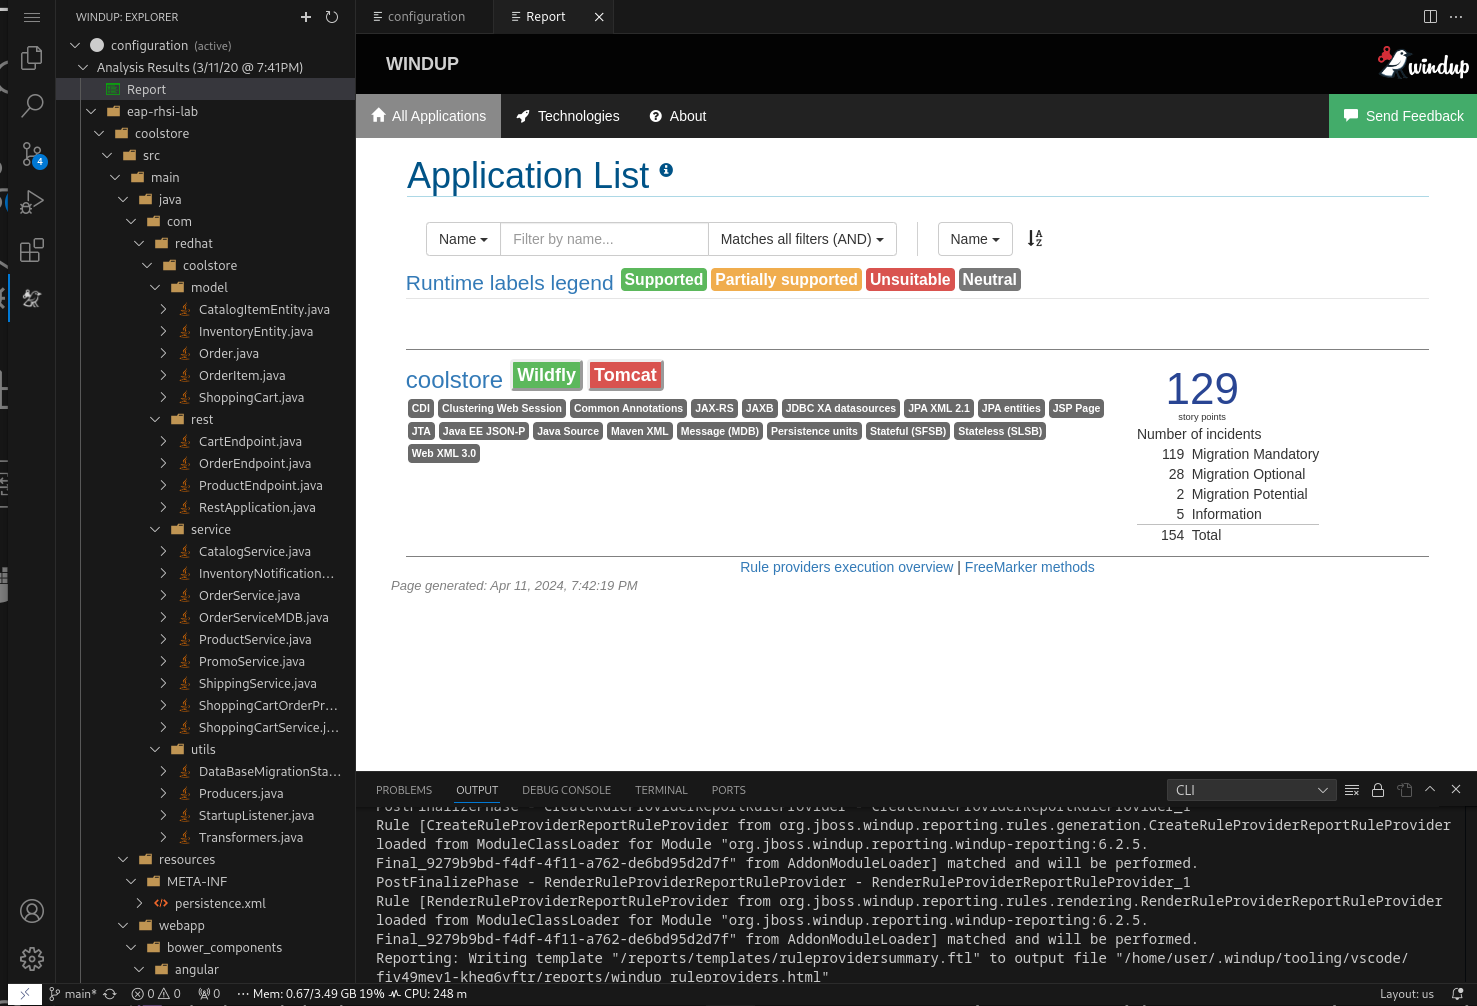 WINDUP: EXPLORER
configuration (active)
Analysis Results (3/11/20 @ 7:41PM)
Report
eap-rhsi-lab
coolstore
src
main
java
com
redhat
coolstore
model
CatalogItemEntity.java
InventoryEntity.java
Order.java
OrderItem.java
ShoppingCart.java
rest
CartEndpoint.java
OrderEndpoint.java
ProductEndpoint.java
RestApplication.java
service
CatalogService.java
InventoryNotification...
OrderService.java
OrderServiceMDB.java
ProductService.java
PromoService.java
ShippingService.java
ShoppingCartOrderPr...
ShoppingCartService.j...
utils
DataBaseMigrationSta...
Producers.java
StartupListener.java
Transformers.java
resources
META-INF
persistence.xml
webapp
bower_components
angular
4
configuration
Report
WINDUP
windup
All Applications
Technologies
About
Send Feedback
Application List
Name
Filter by name...
Matches all filters (AND)
Name
Runtime labels legend Supported Partially supported Unsuitable Neutral
coolstore Wildfly Tomcat
CDI Clustering Web Session Common Annotations JAX-RS JAXB JDBC XA datasources JPA XML 2.1 JPA entities JSP Page
JTA Java EE JSON-P Java Source Maven XML Message (MDB) Persistence units Stateful (SFSB) Stateless (SLSB)
Web XML 3.0
129
story points
Number of incidents
119 Migration Mandatory
28 Migration Optional
2 Migration Potential
5 Information
154 Total
Rule providers execution overview | FreeMarker methods
Page generated: Apr 11, 2024, 7:42:19 PM
PROBLEMS OUTPUT DEBUG CONSOLE TERMINAL PORTS
CLI
PostFinalizePhase - CreateRuleProviderReportRuleProvider - CreateRuleProviderReportRuleProvider_1
Rule [CreateRuleProviderReportRuleProvider from org.jboss.windup.reporting.rules.generation.CreateRuleProviderReportRuleProvider
loaded from ModuleClassLoader for Module "org.jboss.windup.reporting.windup-reporting:6.2.5.
Final_9279b9bd-f4df-4f11-a762-de6bd95d2d7f" from AddonModuleLoader] matched and will be performed.
PostFinalizePhase - RenderRuleProviderReportRuleProvider - RenderRuleProviderReportRuleProvider_1
Rule [RenderRuleProviderReportRuleProvider from org.jboss.windup.reporting.rules.rendering.RenderRuleProviderReportRuleProvider
loaded from ModuleClassLoader for Module "org.jboss.windup.reporting.windup-reporting:6.2.5.
Final_9279b9bd-f4df-4f11-a762-de6bd95d2d7f" from AddonModuleLoader] matched and will be performed.
Reporting: Writing template "/reports/templates/ruleprovidersummary.ftl" to output file "/home/user/.windup/tooling/vscode/
fiv49mev1-kheg6vftr/reports/windup_ruleproviders.html"
main* 0 0 0 ··· Mem: 0.67/3.49 GB 19% CPU: 248 m
Layout: us